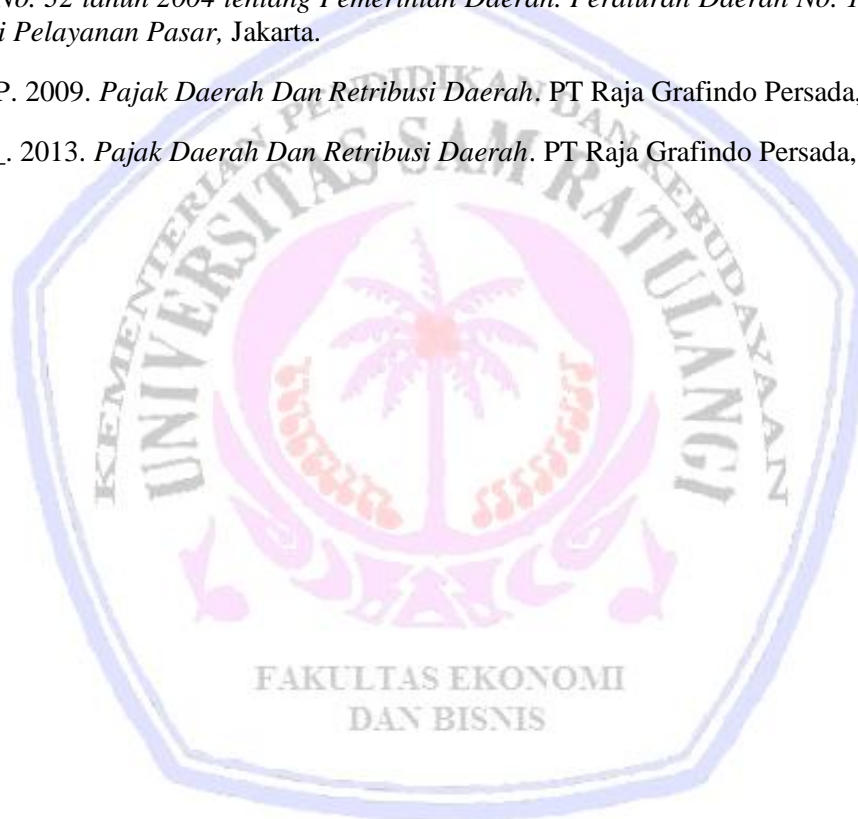 No. 32 tahun 2004 tentang Pemerintah Daerah. Peraturan Daerah No. 1
i Pelayanan Pasar, Jakarta.
P. 2009. Pajak Daerah Dan Retribusi Daerah. PT Raja Grafindo Persada,
_. 2013. Pajak Daerah Dan Retribusi Daerah. PT Raja Grafindo Persada,
KEMENTERIAN PENDIDIKAN DAN KEBUDAYAAN
UNIVERSITAS SAM RATULANGI
FAKULTAS EKONOMI
DAN BISNIS